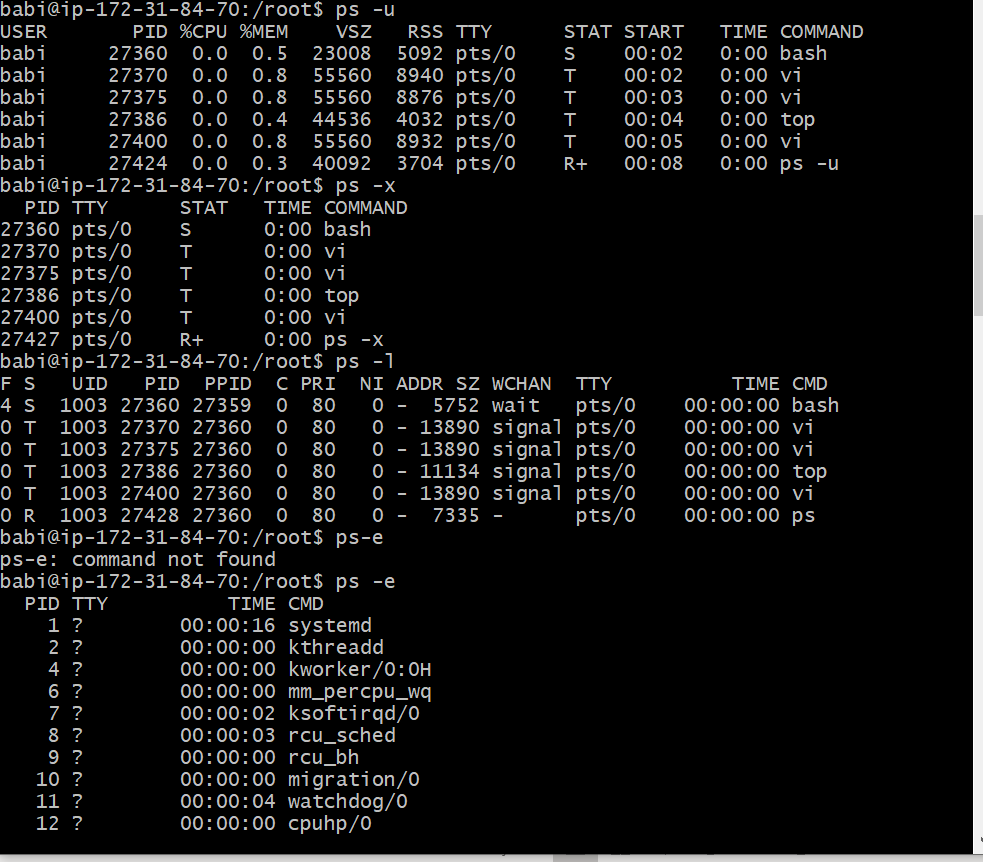 babi@ip-172-31-84-70:/root$ ps -u
USER       PID %CPU %MEM    VSZ   RSS TTY      STAT START   TIME COMMAND
babi     27360  0.0  0.5  23008  5092 pts/0    S    00:02   0:00 bash
babi     27370  0.0  0.8  55560  8940 pts/0    T    00:02   0:00 vi
babi     27375  0.0  0.8  55560  8876 pts/0    T    00:03   0:00 vi
babi     27386  0.0  0.4  44536  4032 pts/0    T    00:04   0:00 top
babi     27400  0.0  0.8  55560  8932 pts/0    T    00:05   0:00 vi
babi     27424  0.0  0.3  40092  3704 pts/0    R+   00:08   0:00 ps -u
babi@ip-172-31-84-70:/root$ ps -x
  PID TTY      STAT   TIME COMMAND
27360 pts/0    S      0:00 bash
27370 pts/0    T      0:00 vi
27375 pts/0    T      0:00 vi
27386 pts/0    T      0:00 top
27400 pts/0    T      0:00 vi
27427 pts/0    R+     0:00 ps -x
babi@ip-172-31-84-70:/root$ ps -l
F S   UID   PID  PPID  C PRI  NI ADDR SZ WCHAN  TTY          TIME CMD
4 S  1003 27360 27359  0  80   0 -  5752 wait   pts/0    00:00:00 bash
0 T  1003 27370 27360  0  80   0 - 13890 signal pts/0    00:00:00 vi
0 T  1003 27375 27360  0  80   0 - 13890 signal pts/0    00:00:00 vi
0 T  1003 27386 27360  0  80   0 - 11134 signal pts/0    00:00:00 top
0 T  1003 27400 27360  0  80   0 - 13890 signal pts/0    00:00:00 vi
0 R  1003 27428 27360  0  80   0 -  7335 -      pts/0    00:00:00 ps
babi@ip-172-31-84-70:/root$ ps-e
ps-e: command not found
babi@ip-172-31-84-70:/root$ ps -e
  PID TTY          TIME CMD
    1 ?        00:00:16 systemd
    2 ?        00:00:00 kthreadd
    4 ?        00:00:00 kworker/0:0H
    6 ?        00:00:00 mm_percpu_wq
    7 ?        00:00:02 ksoftirqd/0
    8 ?        00:00:03 rcu_sched
    9 ?        00:00:00 rcu_bh
   10 ?        00:00:00 migration/0
   11 ?        00:00:04 watchdog/0
   12 ?        00:00:00 cpuhp/0